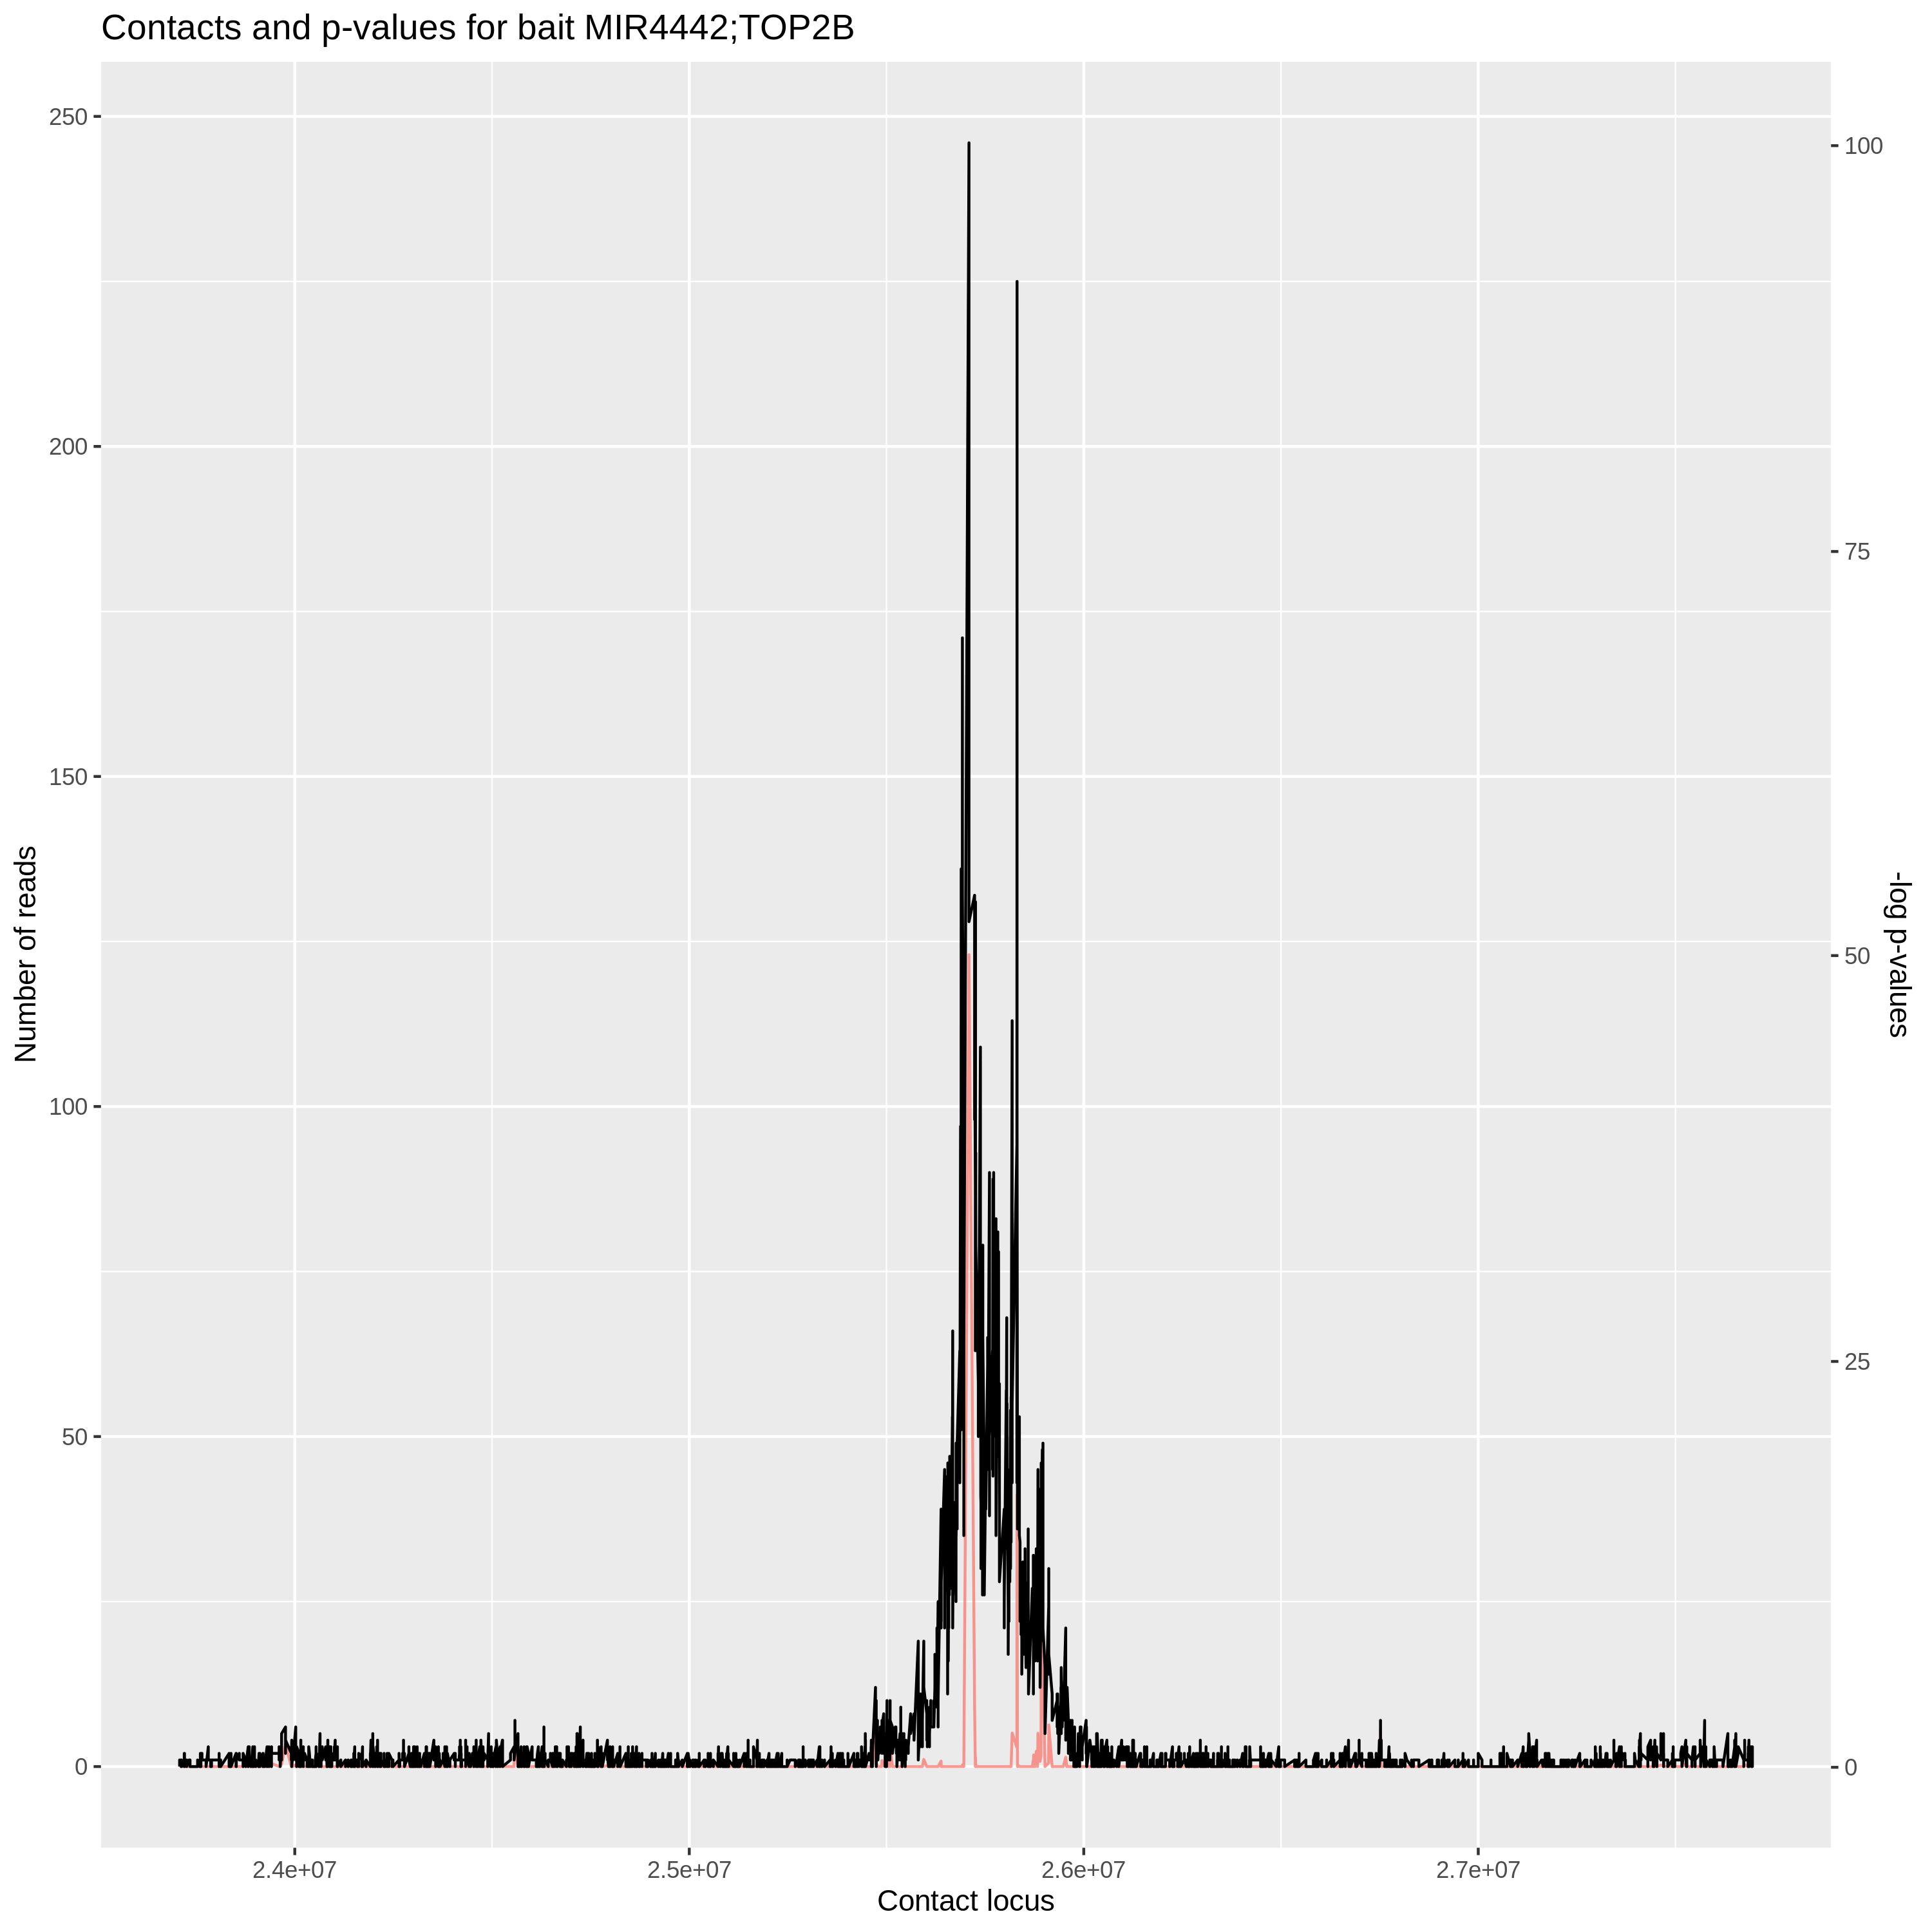 Contacts and p-values for bait MIR4442;TOP2B
250
200
150
100
50
0
Number of reads
100
75
50
25
0
-log p-values
2.4e+07
2.5e+07
2.6e+07
2.7e+07
Contact locus